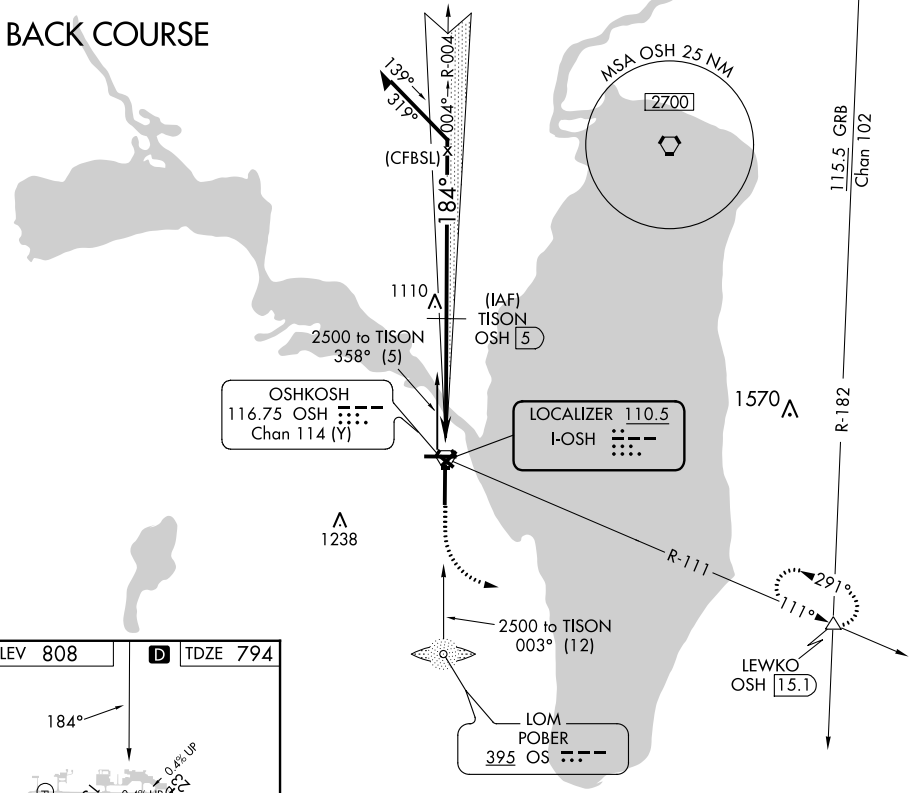 BACK COURSE
MSA OSH 25 NM
2700
139°
319°
004°
R-004
(CFBSL)
184°
115.5 GRB
Chan 102
1110
(IAF)
TISON
OSH 5
2500 to TISON
358° (5)
OSHKOSH
116.75 OSH
Chan 114 (Y)
LOCALIZER 110.5
I-OSH
1570
R-182
1238
R-111
111°
291°
2500 to TISON
003° (12)
LEWKO
OSH 15.1
LOM
POBER
395 OS
LEV 808
D
TDZE 794
184°
0.4% UP